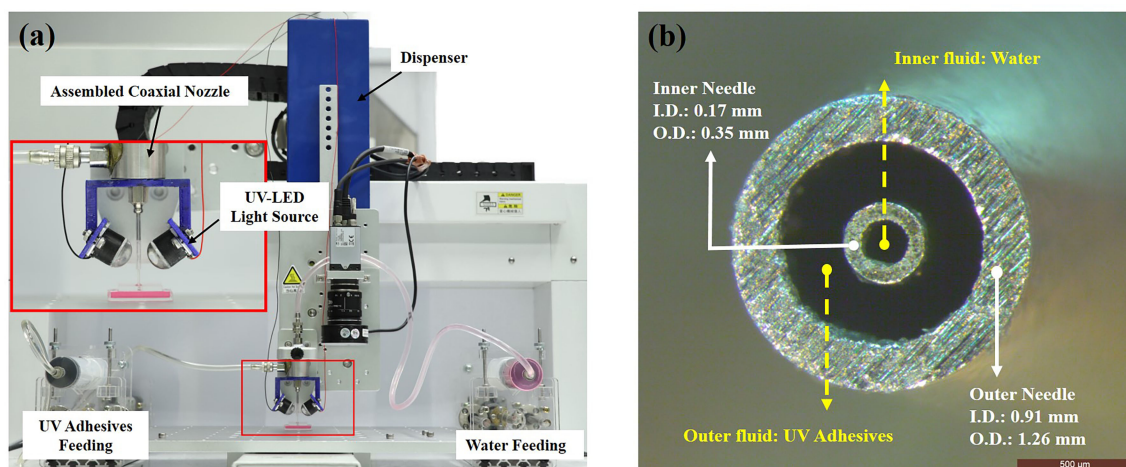 (a)
Dispenser
Assembled Coaxial Nozzle
UV-LED
Light Source
UV Adhesives
Feeding
Water Feeding
DANGER
(b)
Inner fluid: Water
Inner Needle
I.D.: 0.17 mm
O.D.: 0.35 mm
Outer Needle
I.D.: 0.91 mm
O.D.: 1.26 mm
Outer fluid: UV Adhesives
500 µm